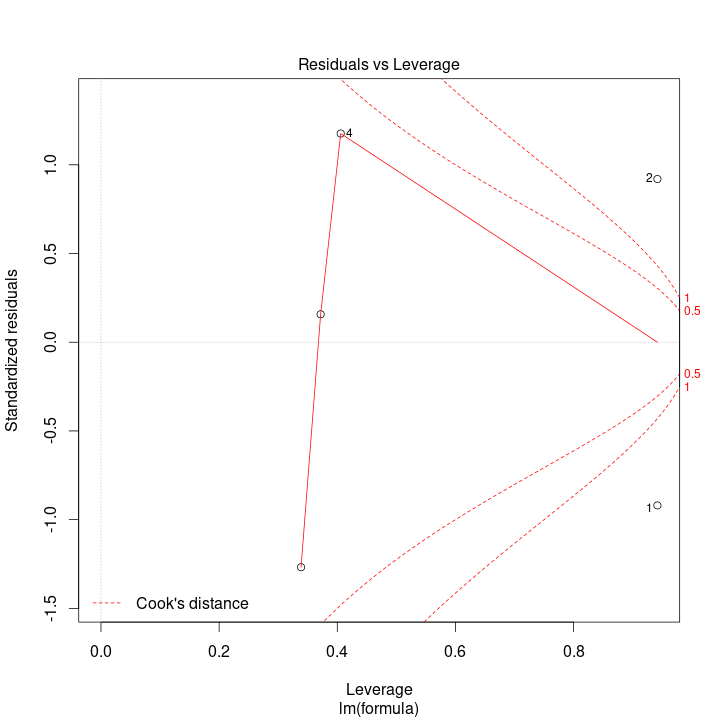 Residuals vs Leverage
Standardized residuals
1.0
0.5
0.0
-0.5
-1.0
-1.5
4
2
1
1
0.5
0.5
1
Cook's distance
0.0 0.2 0.4 0.6 0.8
Leverage
lm(formula)